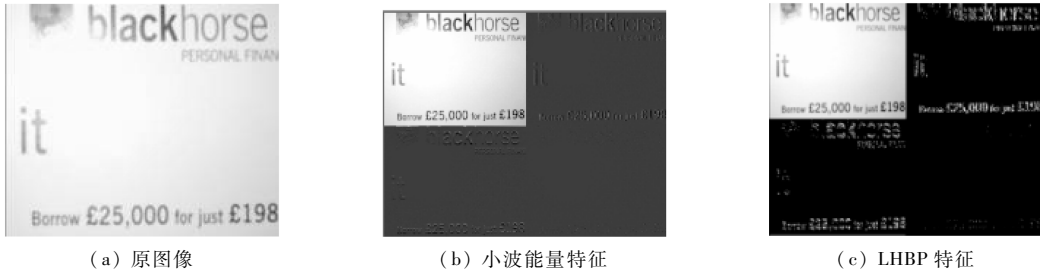 blackhorse
PERSONAL FINAN
it
Borrow £25,000 for just £198
(a) 原图像
blackhorse
PERSONAL FINAN
it
Borrow £25,000 for just £198
(b) 小波能量特征
blackhorse
PERSONAL FINAN
it
Borrow £25,000 for just £198
(c) LHBP 特征